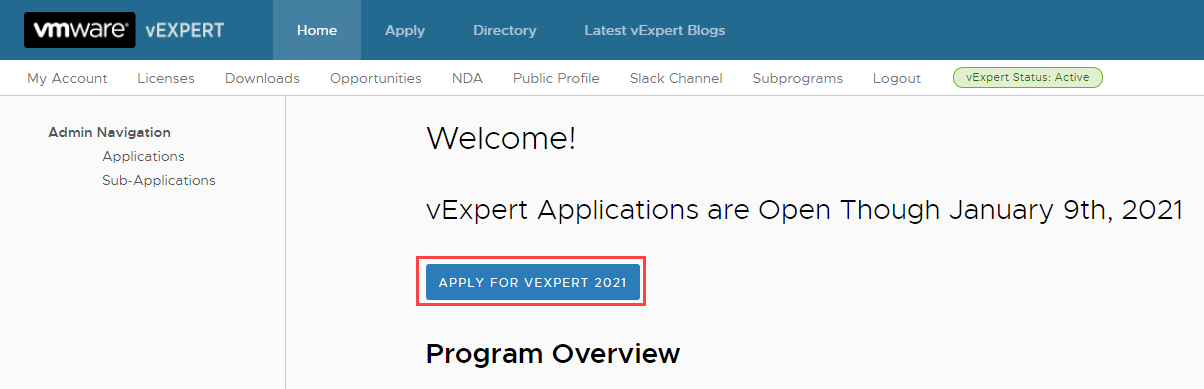 vmware® vEXPERT Home Apply Directory Latest vExpert Blogs
My Account Licenses Downloads Opportunities NDA Public Profile Slack Channel Subprograms Logout vExpert Status: Active
Admin Navigation
Applications
Sub-Applications
Welcome!
vExpert Applications are Open Though January 9th, 2021
APPLY FOR VEXPERT 2021
Program Overview